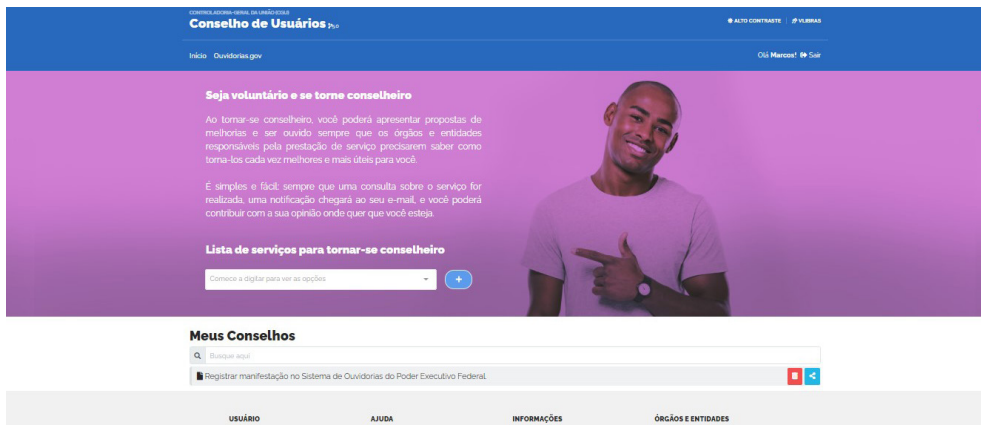 CONTROLADORIA-GERAL DA UNIÃO (CGU)
Conselho de Usuários
ALTO CONTRASTE | VLIBRAS
Início Ouvidorias.gov
Olá Marcos! Sair
Seja voluntário e se torne conselheiro
Ao tornar-se conselheiro, você poderá apresentar propostas de
melhorias e ser ouvido sempre que os órgãos e entidades
responsáveis pela prestação de serviço precisarem saber como
torna-los cada vez melhores e mais úteis para você.
É simples e fácil: sempre que uma consulta sobre o serviço for
realizada, uma notificação chegará ao seu e-mail, e você poderá
contribuir com a sua opinião onde quer que você esteja.
Lista de serviços para tornar-se conselheiro
Comece a digitar para ver as opções
+
Meus Conselhos
Busque aqui
Registrar manifestação no Sistema de Ouvidorias do Poder Executivo Federal.
USUÁRIO AJUDA INFORMAÇÕES ÓRGÃOS E ENTIDADES